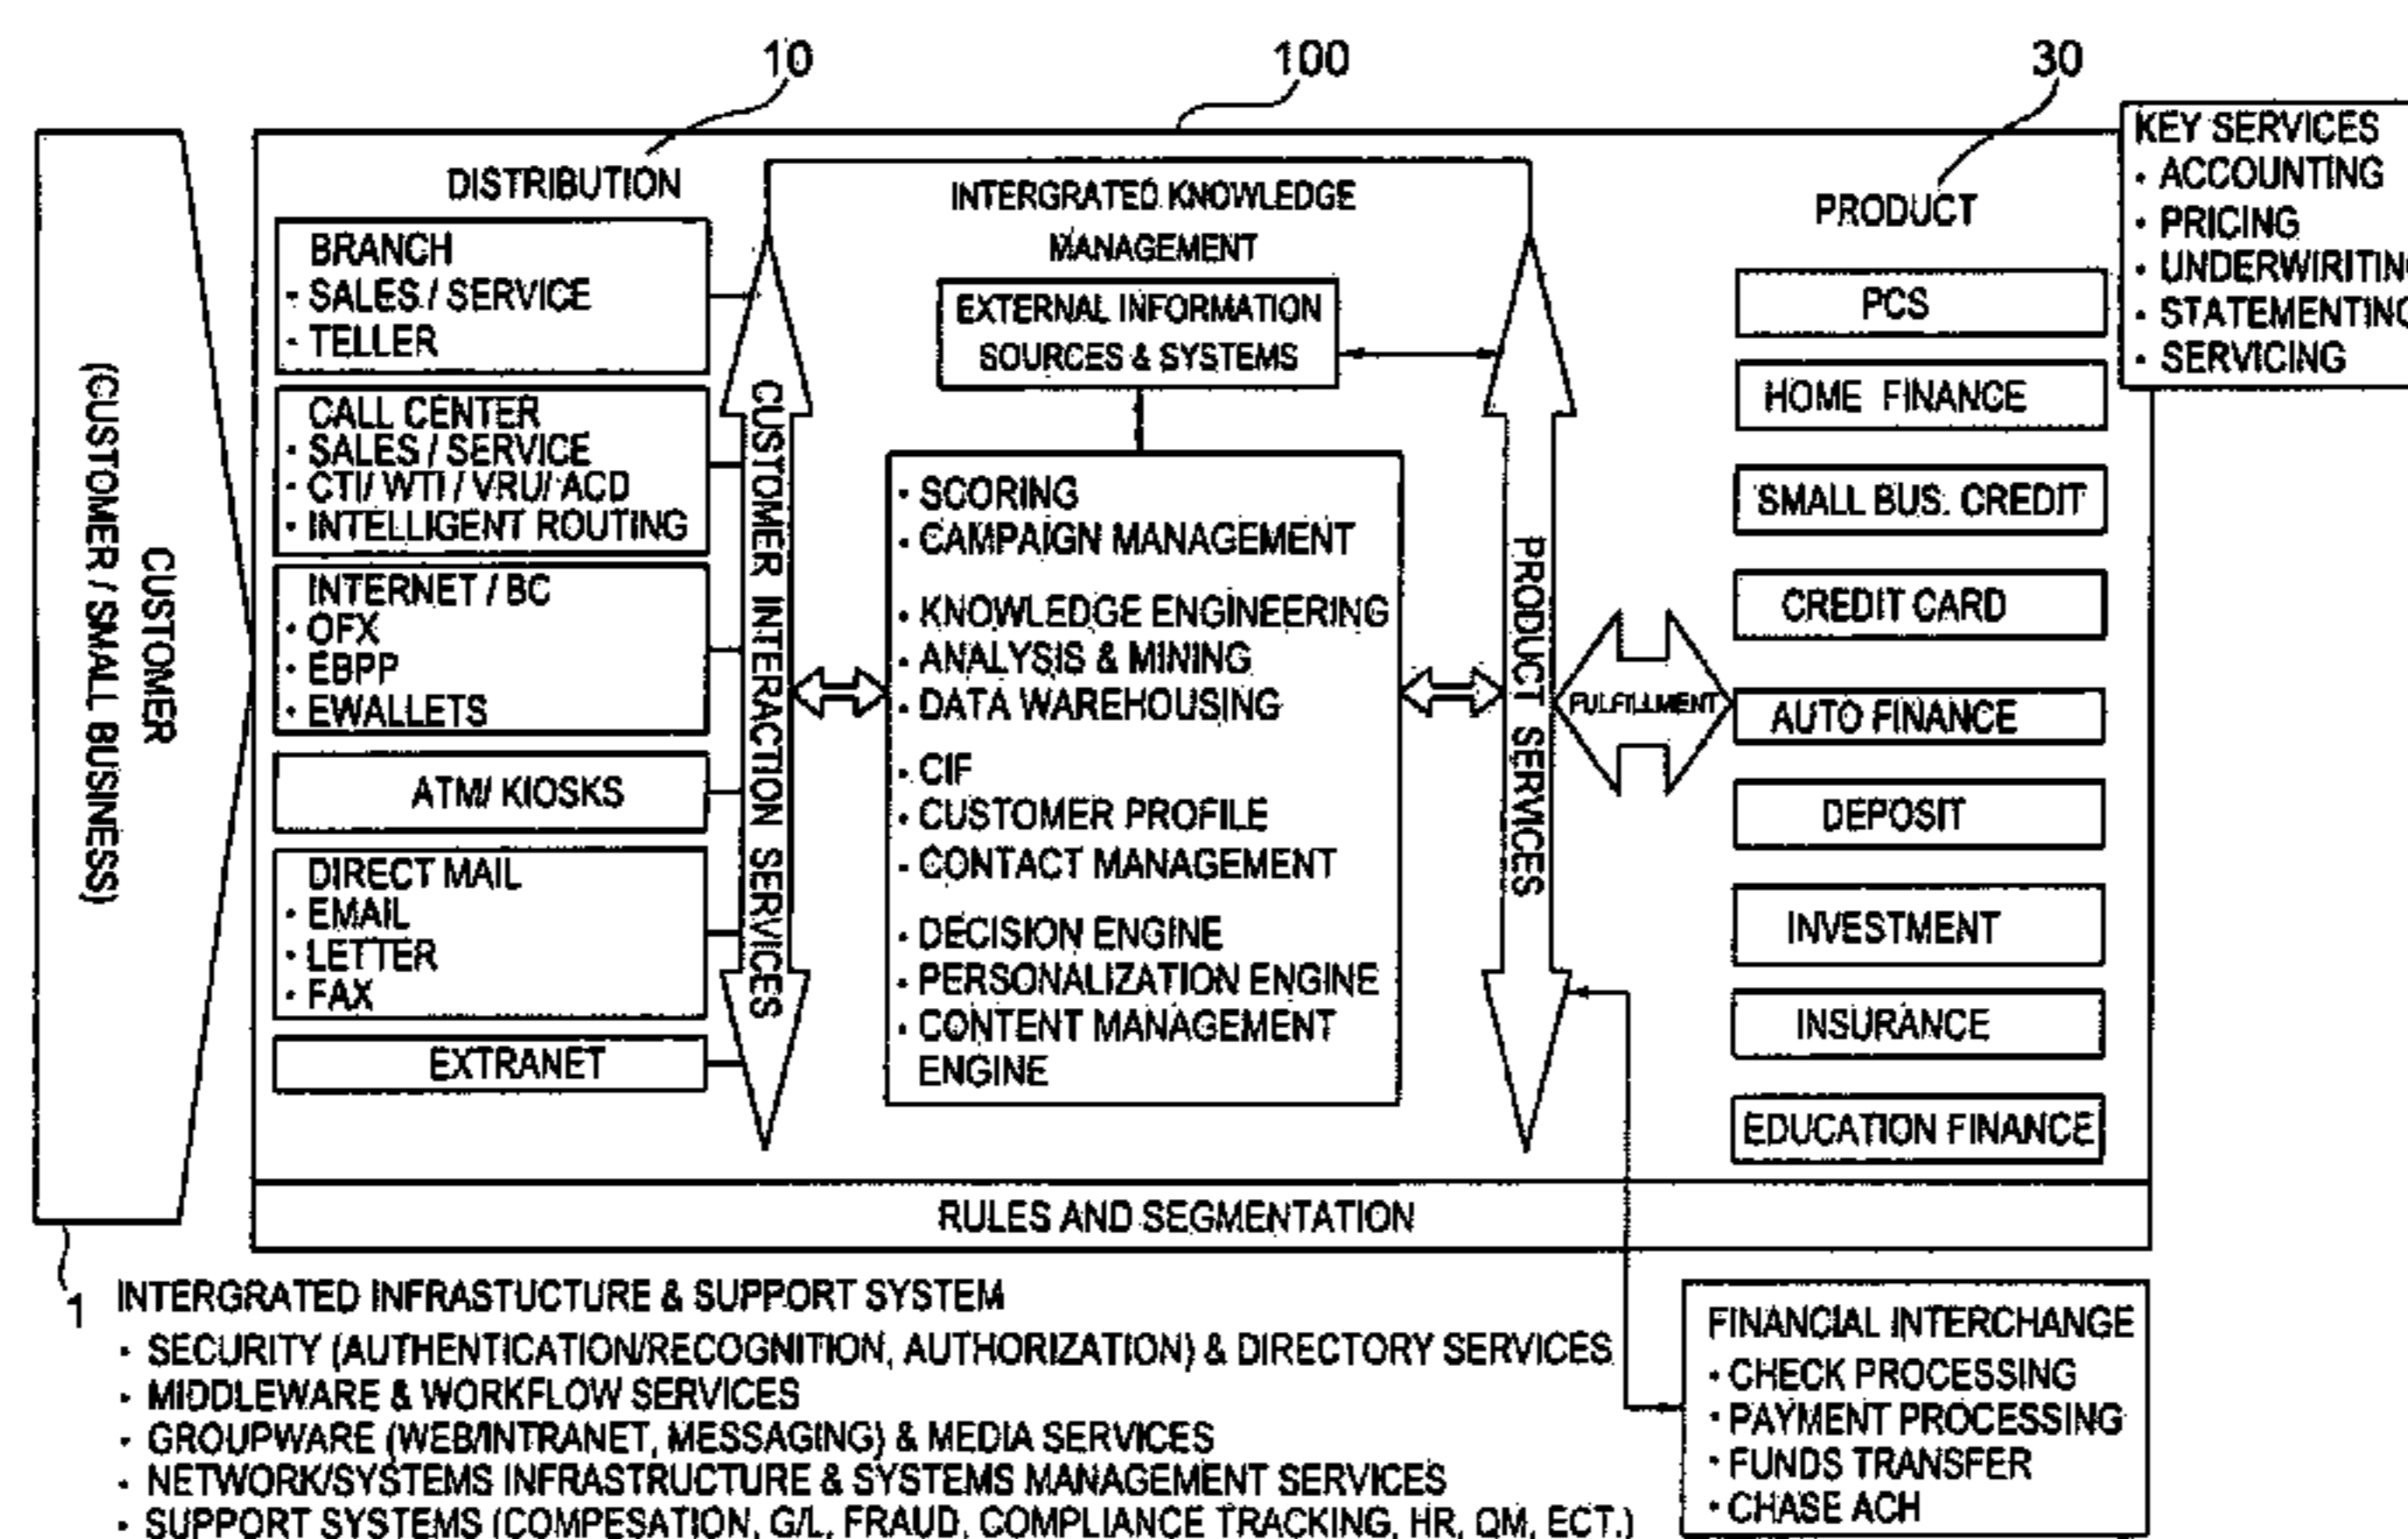 10
100
30
CUSTOMER
(CUSTOMER / SMALL BUSINESS)
1
DISTRIBUTION
BRANCH
- SALES / SERVICE
- TELLER
CALL CENTER
· SALES / SERVICE
· CTI/ WTI / VRU/ ACD
· INTELLIGENT ROUTING
INTERNET / BC
· OFX
· EBPP
· EWALLETS
ATM/ KIOSKS
DIRECT MAIL
· EMAIL
· LETTER
· FAX
EXTRANET
CUSTOMER INTERACTION SERVICES
INTERGRATED KNOWLEDGE
MANAGEMENT
EXTERNAL INFORMATION
SOURCES & SYSTEMS
· SCORING
· CAMPAIGN MANAGEMENT
· KNOWLEDGE ENGINEERING
· ANALYSIS & MINING
· DATA WAREHOUSING
· CIF
· CUSTOMER PROFILE
· CONTACT MANAGEMENT
· DECISION ENGINE
· PERSONALIZATION ENGINE
· CONTENT MANAGEMENT
ENGINE
PRODUCT SERVICES
FULFILLMENT
PRODUCT
PCS
HOME FINANCE
SMALL BUS. CREDIT
CREDIT CARD
AUTO FINANCE
DEPOSIT
INVESTMENT
INSURANCE
EDUCATION FINANCE
KEY SERVICES
· ACCOUNTING
· PRICING
· UNDERWIRITING
· STATEMENTING
· SERVICING
RULES AND SEGMENTATION
INTERGRATED INFRASTUCTURE & SUPPORT SYSTEM
· SECURITY (AUTHENTICATION/RECOGNITION, AUTHORIZATION) & DIRECTORY SERVICES
· MIDDLEWARE & WORKFLOW SERVICES
· GROUPWARE (WEB/INTRANET, MESSAGING) & MEDIA SERVICES
· NETWORK/SYSTEMS INFRASTRUCTURE & SYSTEMS MANAGEMENT SERVICES
· SUPPORT SYSTEMS (COMPESATION, G/L, FRAUD, COMPLIANCE TRACKING, HR, QM, ECT.)
FINANCIAL INTERCHANGE
· CHECK PROCESSING
· PAYMENT PROCESSING
· FUNDS TRANSFER
· CHASE ACH